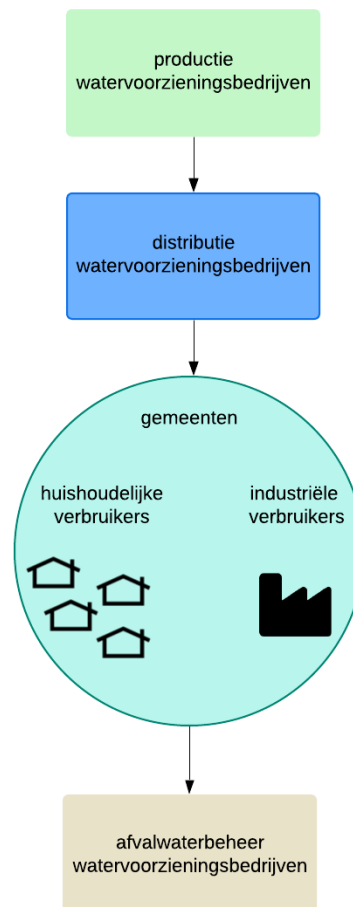 productie
watervoorzieningsbedrijven
distributie
watervoorzieningsbedrijven
gemeenten
huishoudelijke
verbruikers
industriële
verbruikers
afvalwaterbeheer
watervoorzieningsbedrijven